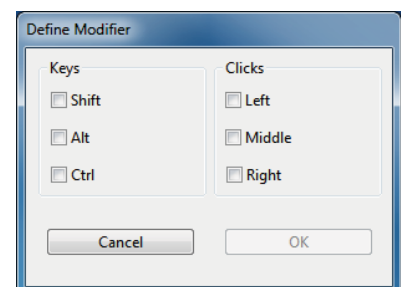 Define Modifier
Keys
Shift
Alt
Ctrl
Clicks
Left
Middle
Right
Cancel
OK